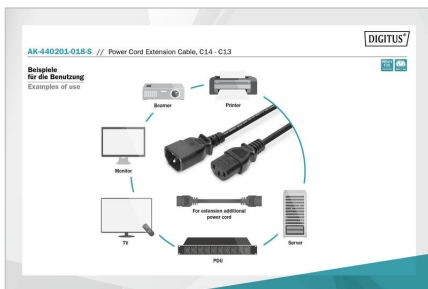 DIGITUS®
AK-440201-018-S // Power Cord Extension Cable, C14 - C13
Beispiele
für die Benutzung
Examples of use
Beamer
Printer
Monitor
For extension additional
power cord
TV
Server
PDU